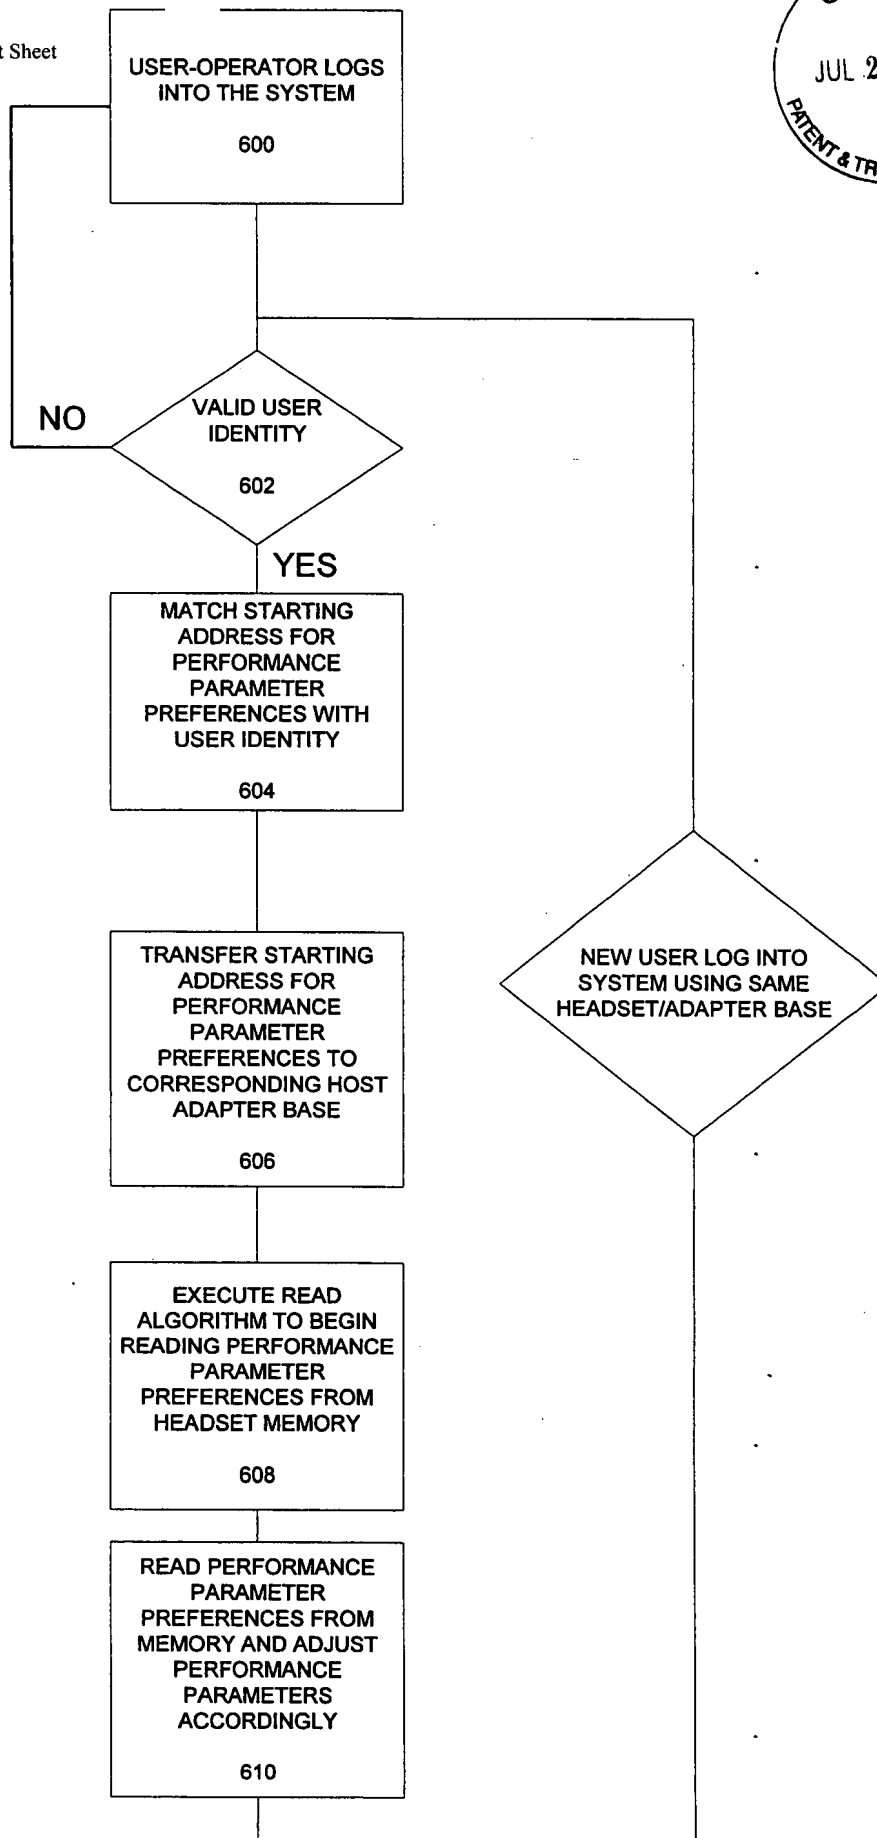 t Sheet
JUL 2
PATENT & TR
USER-OPERATOR LOGS
INTO THE SYSTEM
600
NO
VALID USER
IDENTITY
602
YES
MATCH STARTING
ADDRESS FOR
PERFORMANCE
PARAMETER
PREFERENCES WITH
USER IDENTITY
604
TRANSFER STARTING
ADDRESS FOR
PERFORMANCE
PARAMETER
PREFERENCES TO
CORRESPONDING HOST
ADAPTER BASE
606
NEW USER LOG INTO
SYSTEM USING SAME
HEADSET/ADAPTER BASE
EXECUTE READ
ALGORITHM TO BEGIN
READING PERFORMANCE
PARAMETER
PREFERENCES FROM
HEADSET MEMORY
608
READ PERFORMANCE
PARAMETER
PREFERENCES FROM
MEMORY AND ADJUST
PERFORMANCE
PARAMETERS
ACCORDINGLY
610